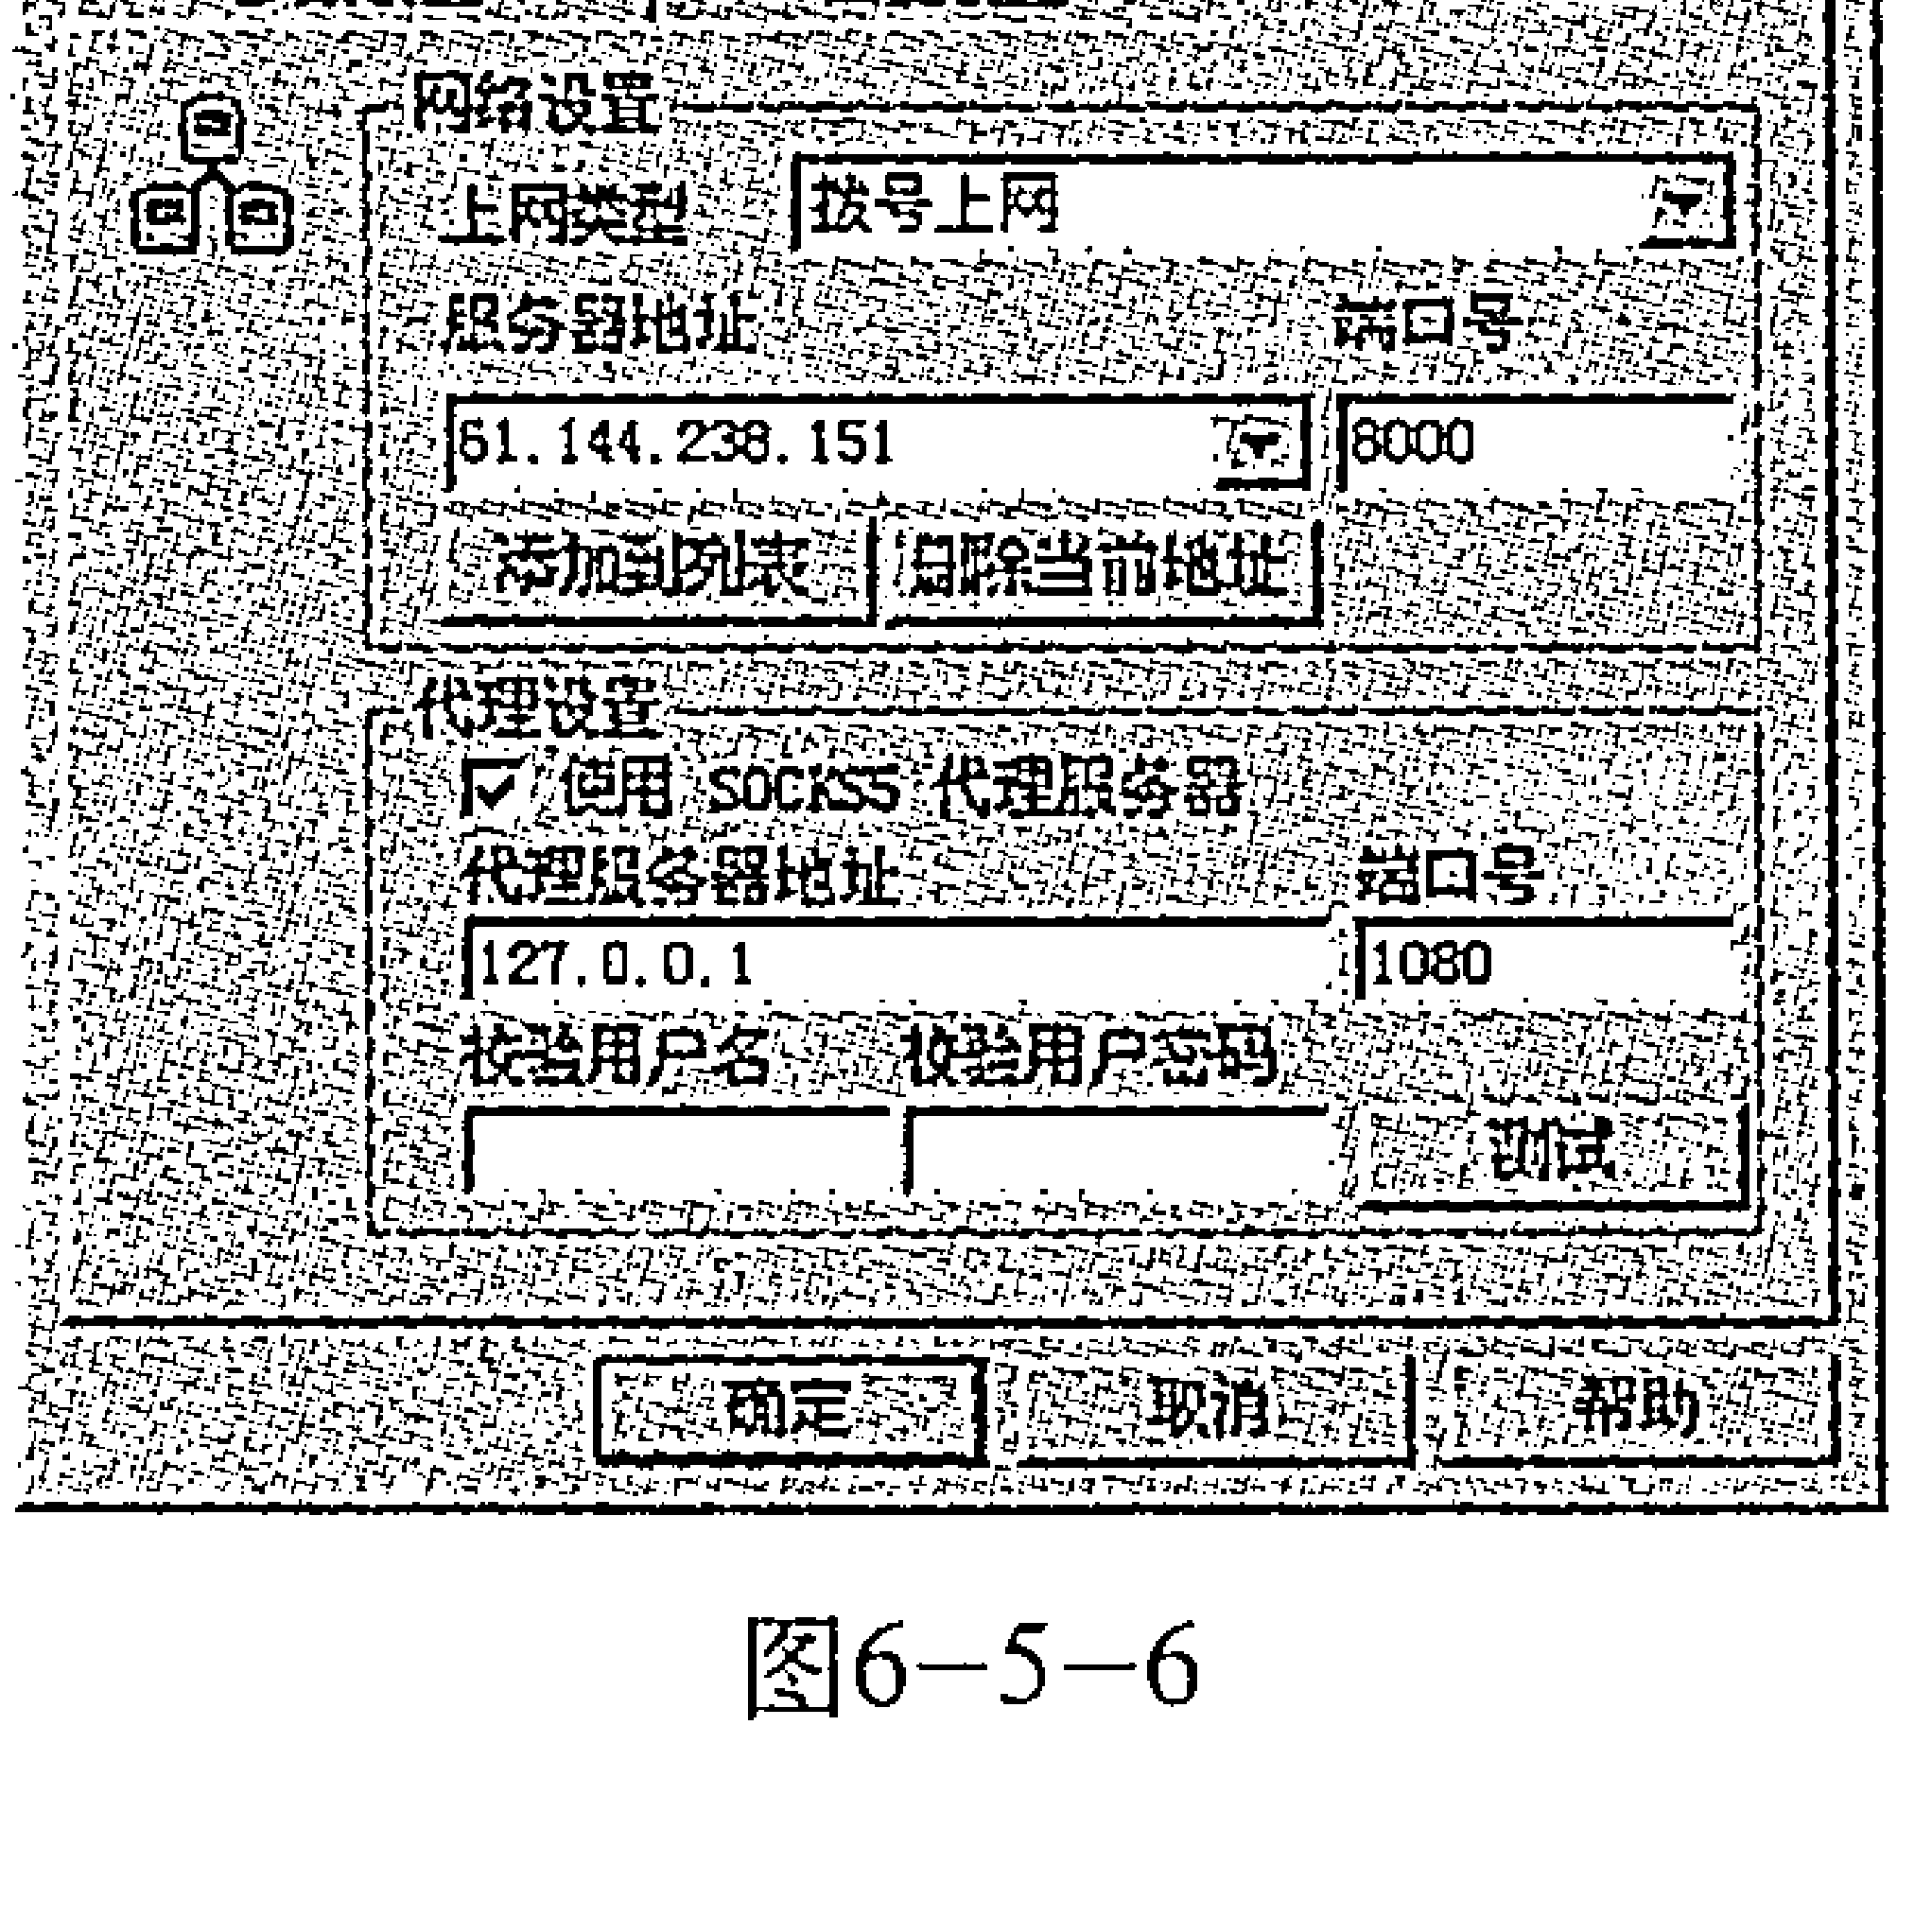 网络设置
上网类型 拨号上网
服务器地址 端口号
61.144.238.151 8000
添加到列表 删除当前地址
代理设置
使用 SOCKS5 代理服务器
代理服务器地址 端口号
127.0.0.1 1080
校验用户名 校验用户密码
测试
确定 取消 帮助
图6-5-6